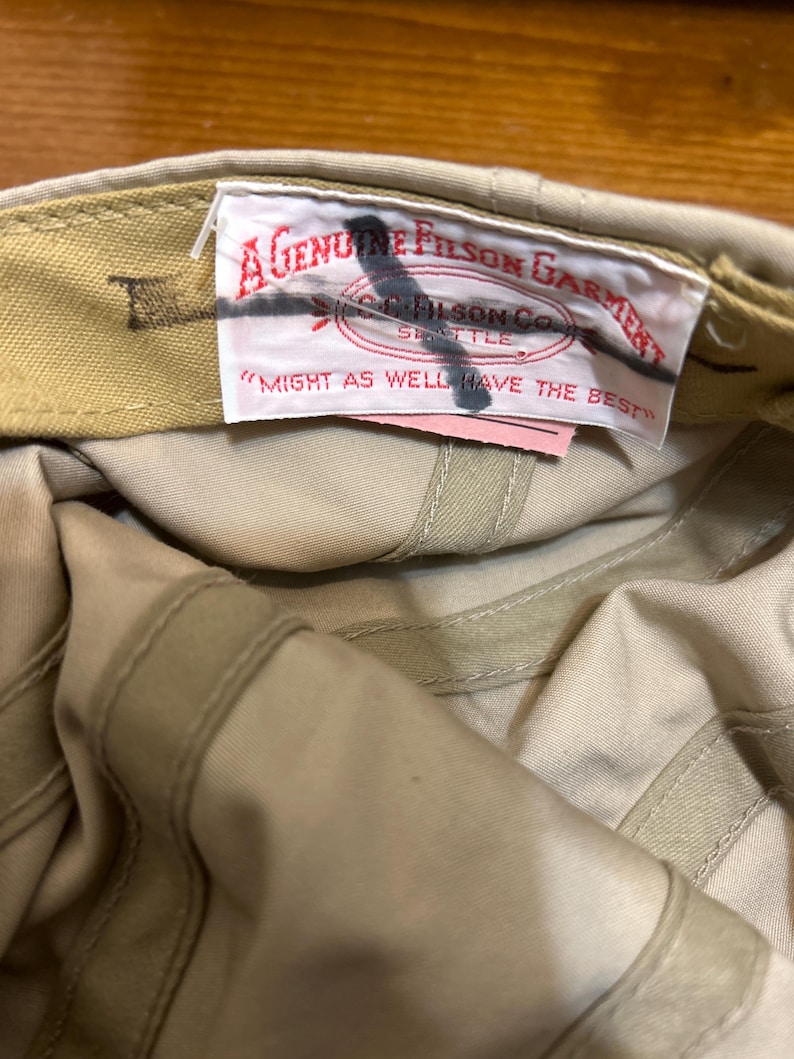 A GENUINE FILSON GARMENT
C·C·FILSON CO.
SEATTLE
"MIGHT AS WELL HAVE THE BEST"
L